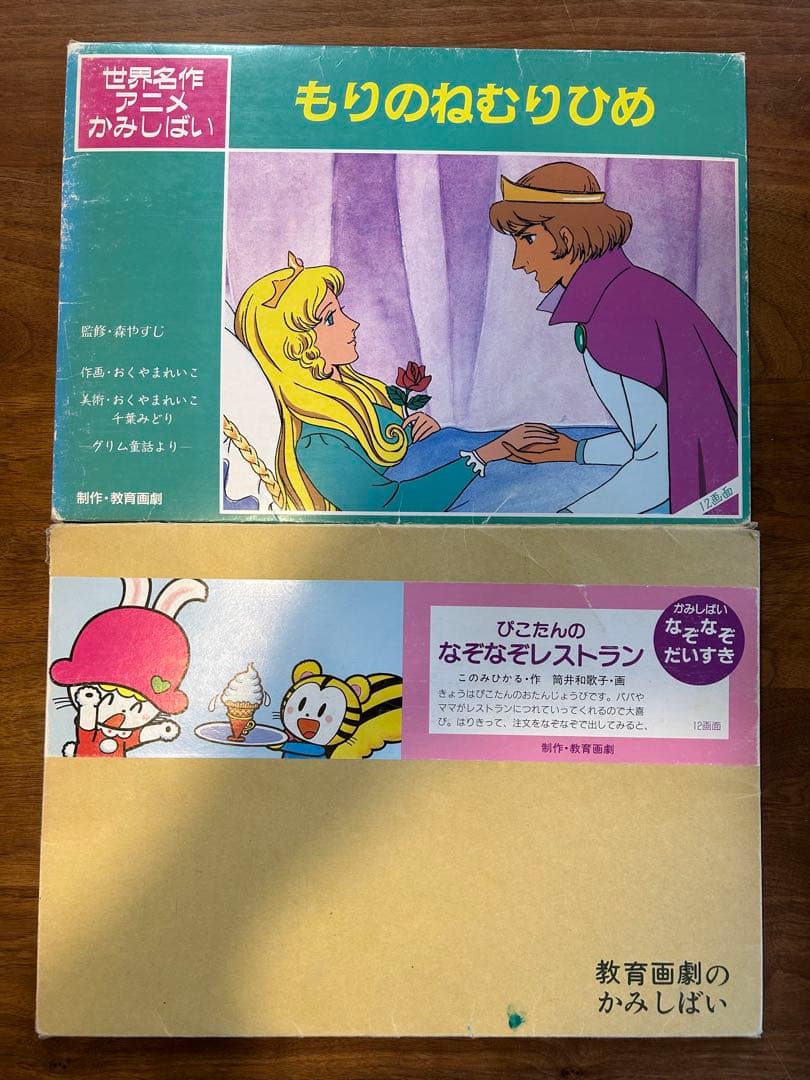 世界名作
アニメ
かみしばい
もりのねむりひめ
監修・森やすじ
作画・おくやまれいこ
美術・おくやまれいこ
千葉みどり
―グリム童話より―
制作・教育画劇
12画面
ぴこたんの
なぞなぞレストラン
このみひかる・作 筒井和歌子・画
きょうはぴこたんのおたんじょうびです。パパや
ママがレストランにつれていってくれるので大喜
び。はりきって、注文をなぞなぞで出してみると、
12画面
制作・教育画劇
かみしばい
なぞなぞ
だいすき
教育画劇の
かみしばい